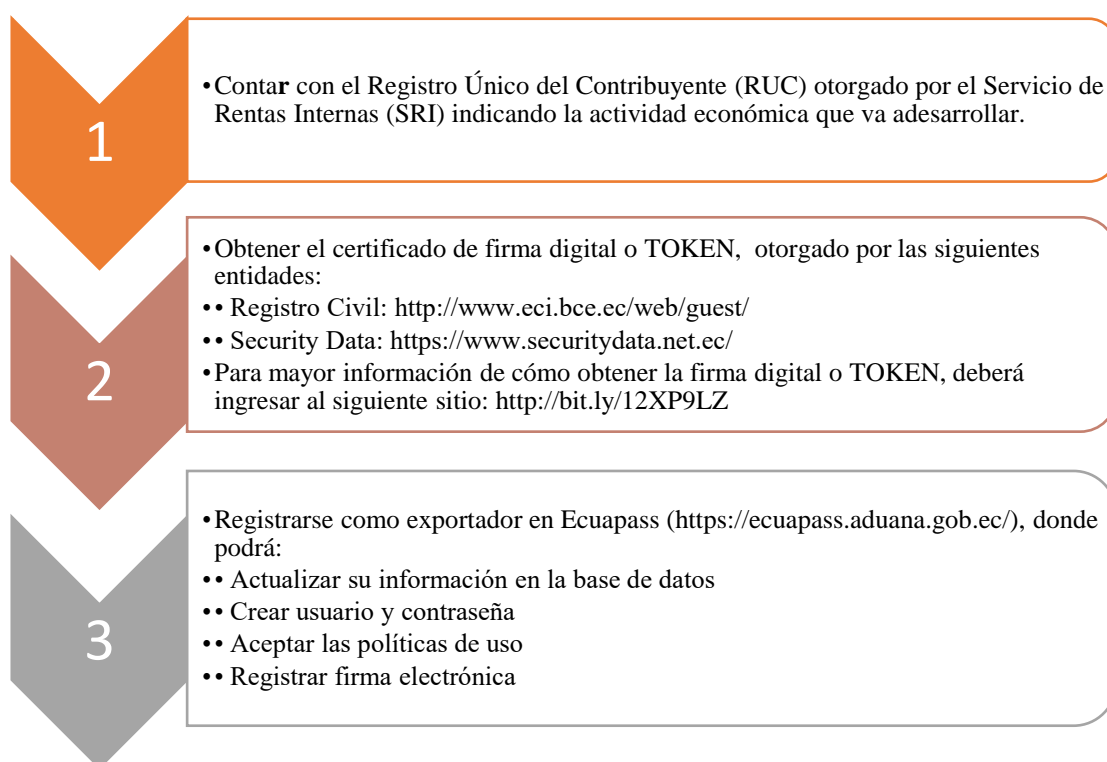 1
•Contar con el Registro Único del Contribuyente (RUC) otorgado por el Servicio de
Rentas Internas (SRI) indicando la actividad económica que va adesarrollar.
2
•Obtener el certificado de firma digital o TOKEN, otorgado por las siguientes
entidades:
•• Registro Civil: http://www.eci.bce.ec/web/guest/
•• Security Data: https://www.securitydata.net.ec/
•Para mayor información de cómo obtener la firma digital o TOKEN, deberá
ingresar al siguiente sitio: http://bit.ly/12XP9LZ
3
•Registrarse como exportador en Ecuapass (https://ecuapass.aduana.gob.ec/), donde
podrá:
•• Actualizar su información en la base de datos
•• Crear usuario y contraseña
•• Aceptar las políticas de uso
•• Registrar firma electrónica